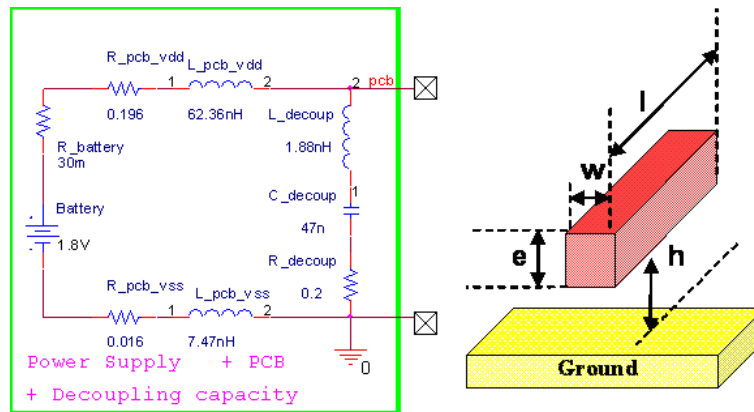 R_pcb_vdd
L_pcb_vdd
1
2
2
pcb
0.196
62.36nH
L_decoup
1.88nH
R_battery
30m
1
C_decoup
47n
Battery
1.8V
R_decoup
0.2
R_pcb_vss
L_pcb_vss
1
2
0.016
7.47nH
0
Power Supply + PCB
+ Decoupling capacity
l
w
e
h
Ground